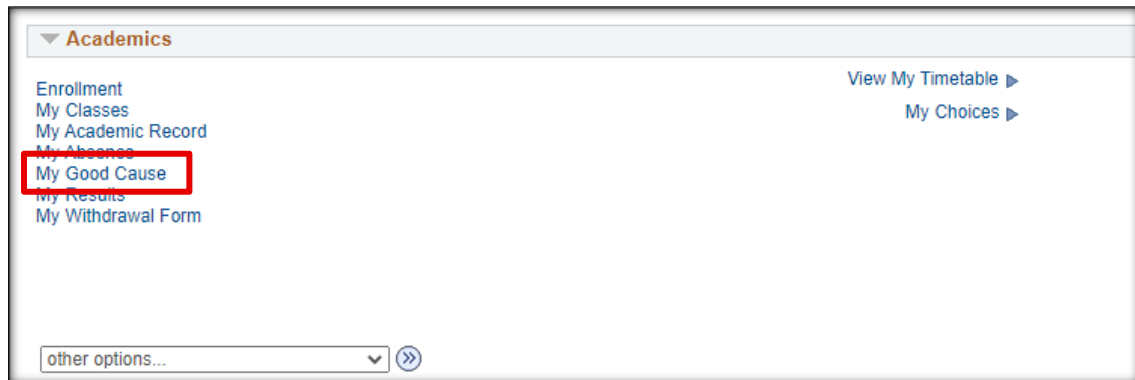 Academics
Enrollment
My Classes
My Academic Record
My Absence
My Good Cause
My Results
My Withdrawal Form
View My Timetable
My Choices
other options...